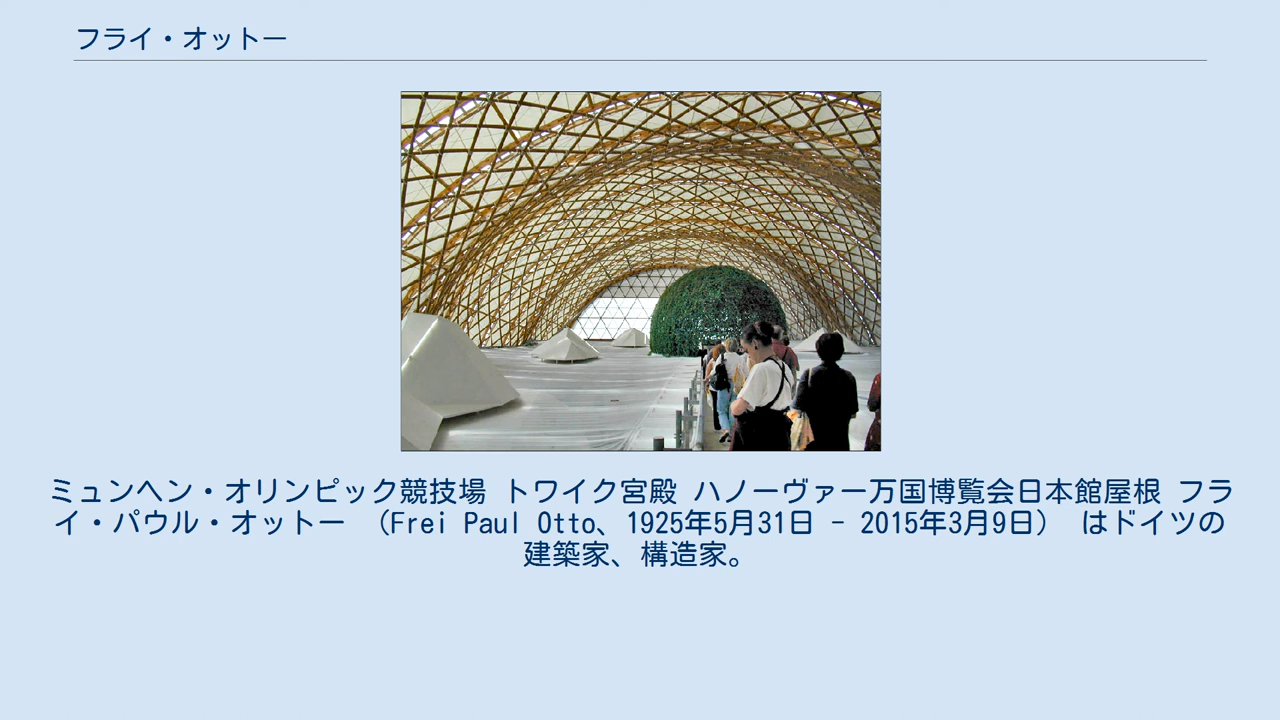 フライ・オットー
ミュンヘン・オリンピック競技場 トワイク宮殿 ハノーヴァー万国博覧会日本館屋根 フラ
イ・パウル・オットー （Frei Paul Otto、1925年5月31日 - 2015年3月9日） はドイツの
建築家、構造家。